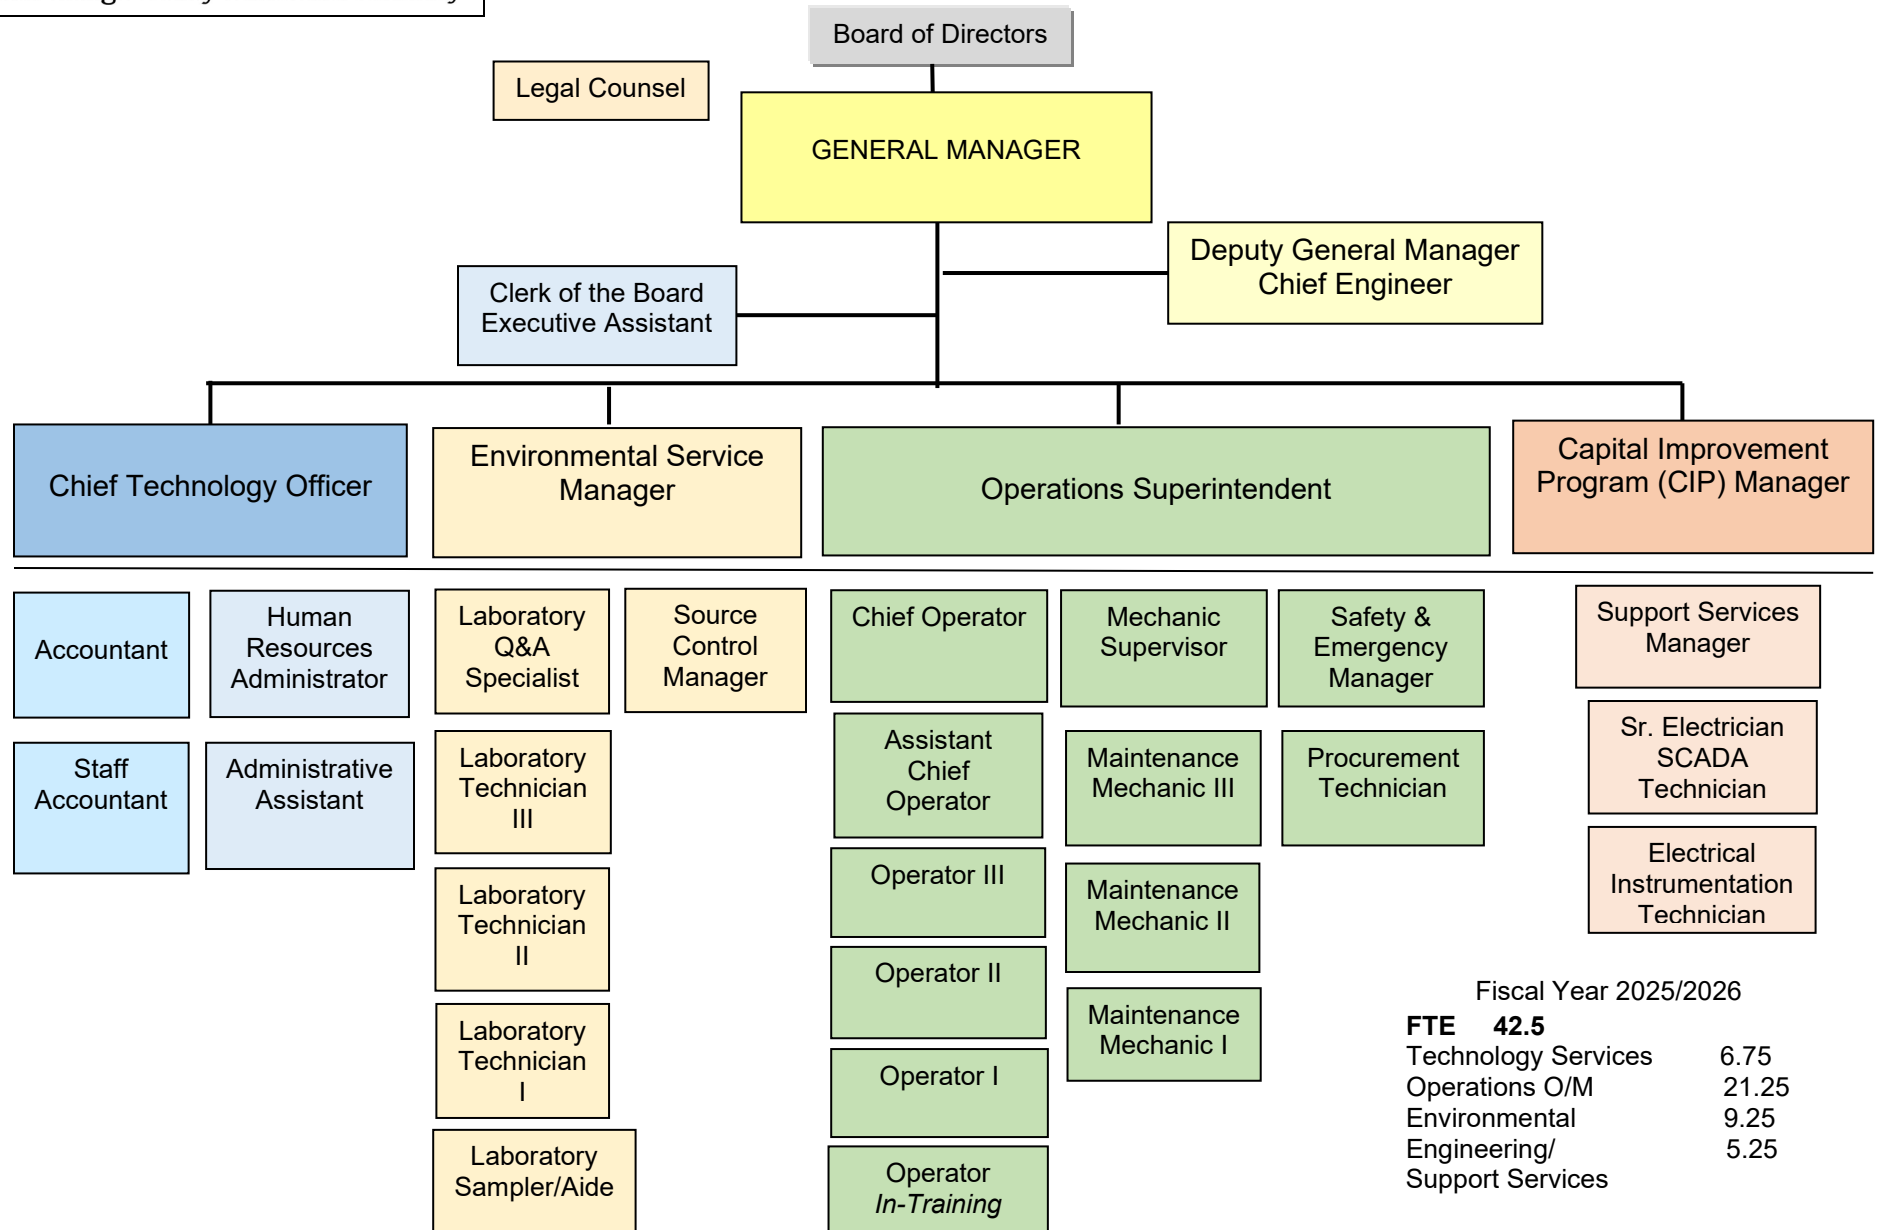 Board of Directors
Legal Counsel
GENERAL MANAGER
Deputy General Manager
Chief Engineer
Clerk of the Board
Executive Assistant
Chief Technology Officer
Environmental Service
Manager
Operations Superintendent
Capital Improvement
Program (CIP) Manager
Accountant
Human
Resources
Administrator
Laboratory
Q&A
Specialist
Source
Control
Manager
Chief Operator
Mechanic
Supervisor
Safety &
Emergency
Manager
Support Services
Manager
Staff
Accountant
Administrative
Assistant
Laboratory
Technician
III
Assistant
Chief
Operator
Maintenance
Mechanic III
Procurement
Technician
Sr. Electrician
SCADA
Technician
Laboratory
Technician
II
Operator III
Maintenance
Mechanic II
Electrical
Instrumentation
Technician
Operator II
Laboratory
Technician
I
Operator I
Maintenance
Mechanic I
Laboratory
Sampler/Aide
Operator
In-Training
Fiscal Year 2025/2026
FTE 42.5
Technology Services 6.75
Operations O/M 21.25
Environmental 9.25
Engineering/ 5.25
Support Services